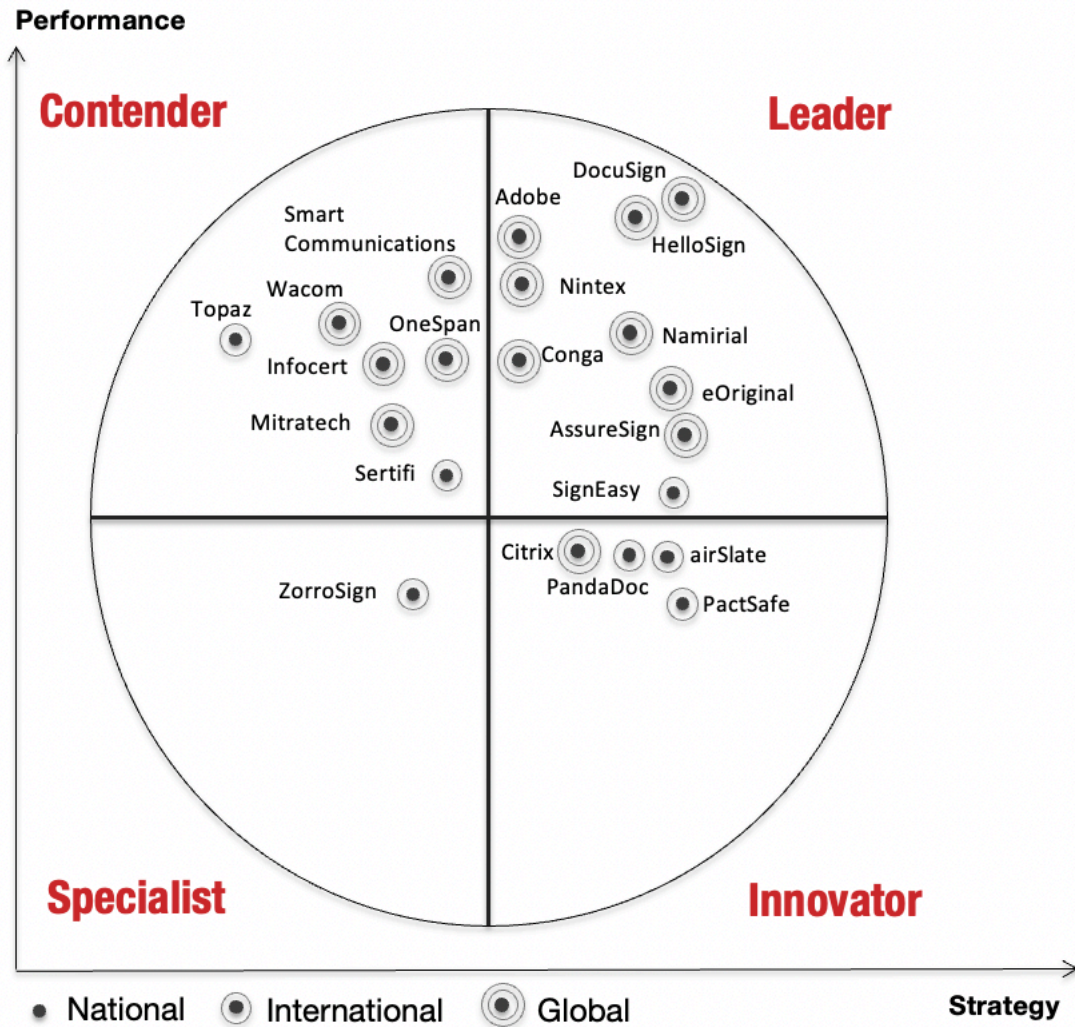 Performance
Contender
Leader
DocuSign
Adobe
Smart
Communications
HelloSign
Wacom
Nintex
Topaz
OneSpan
Namirial
Conga
Infocert
eOriginal
Mitratech
AssureSign
Sertifi
SignEasy
Citrix
airSlate
PandaDoc
ZorroSign
PactSafe
Specialist
Innovator
National
International
Global
Strategy